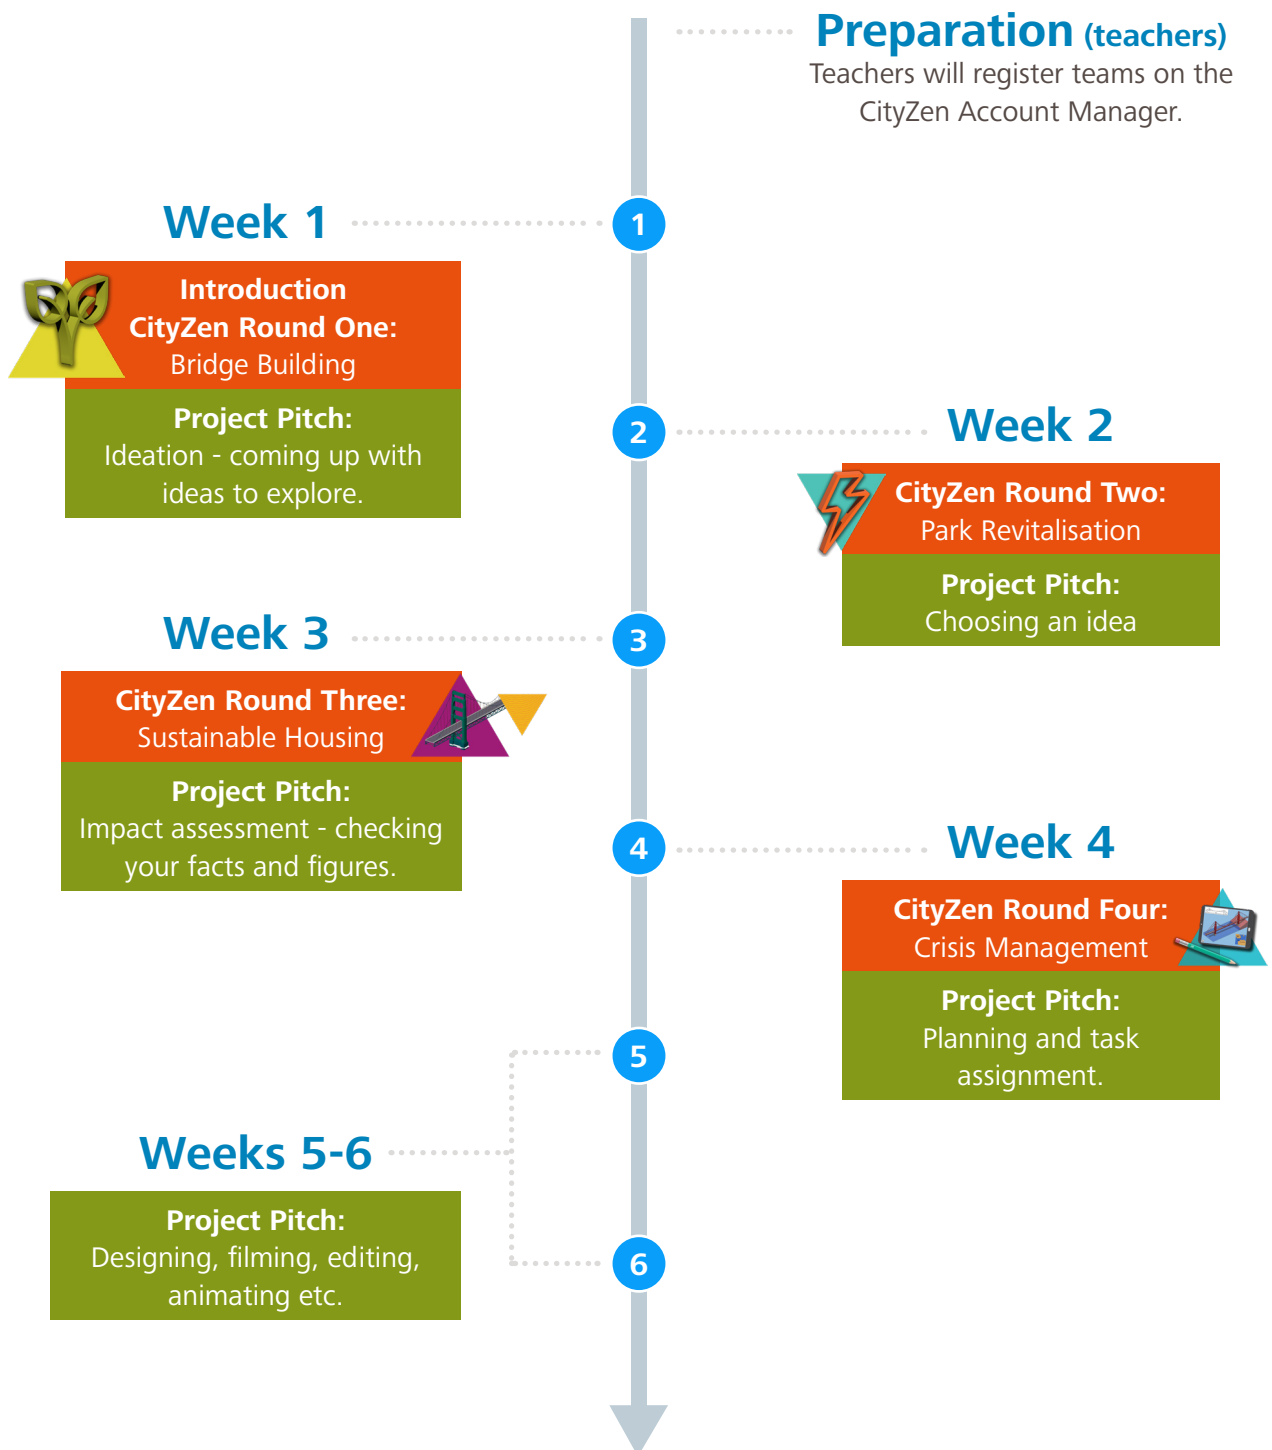 Preparation (teachers)
Teachers will register teams on the
CityZen Account Manager.
Week 1
1
Introduction
CityZen Round One:
Bridge Building
Project Pitch:
Ideation - coming up with
ideas to explore.
2
Week 2
CityZen Round Two:
Park Revitalisation
Project Pitch:
Choosing an idea
Week 3
3
CityZen Round Three:
Sustainable Housing
Project Pitch:
Impact assessment - checking
your facts and figures.
4
Week 4
CityZen Round Four:
Crisis Management
Project Pitch:
Planning and task
assignment.
5
Weeks 5-6
Project Pitch:
Designing, filming, editing,
animating etc.
6